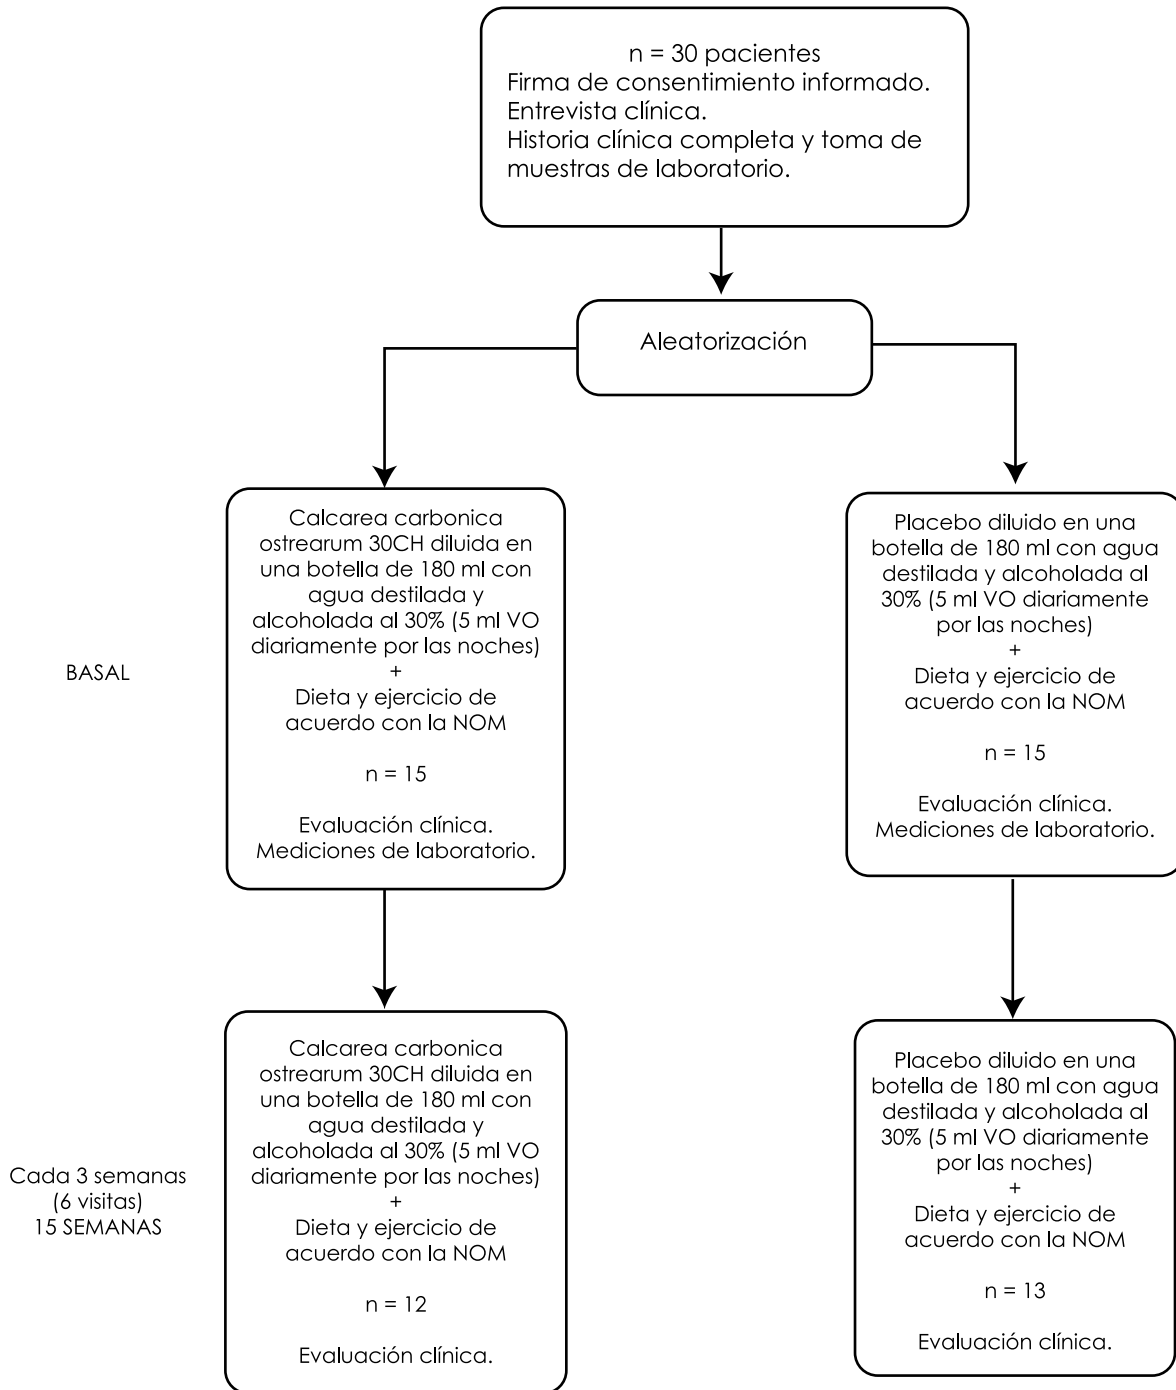 n = 30 pacientes
Firma de consentimiento informado.
Entrevista clínica.
Historia clínica completa y toma de
muestras de laboratorio.
Aleatorización
BASAL
Calcarea carbonica
ostrearum 30CH diluida en
una botella de 180 ml con
agua destilada y
alcoholada al 30% (5 ml VO
diariamente por las noches)
+
Dieta y ejercicio de
acuerdo con la NOM
n = 15
Evaluación clínica.
Mediciones de laboratorio.
Placebo diluido en una
botella de 180 ml con agua
destilada y alcoholada al
30% (5 ml VO diariamente
por las noches)
+
Dieta y ejercicio de
acuerdo con la NOM
n = 15
Evaluación clínica.
Mediciones de laboratorio.
Cada 3 semanas
(6 visitas)
15 SEMANAS
Calcarea carbonica
ostrearum 30CH diluida en
una botella de 180 ml con
agua destilada y
alcoholada al 30% (5 ml VO
diariamente por las noches)
+
Dieta y ejercicio de
acuerdo con la NOM
n = 12
Evaluación clínica.
Placebo diluido en una
botella de 180 ml con agua
destilada y alcoholada al
30% (5 ml VO diariamente
por las noches)
+
Dieta y ejercicio de
acuerdo con la NOM
n = 13
Evaluación clínica.